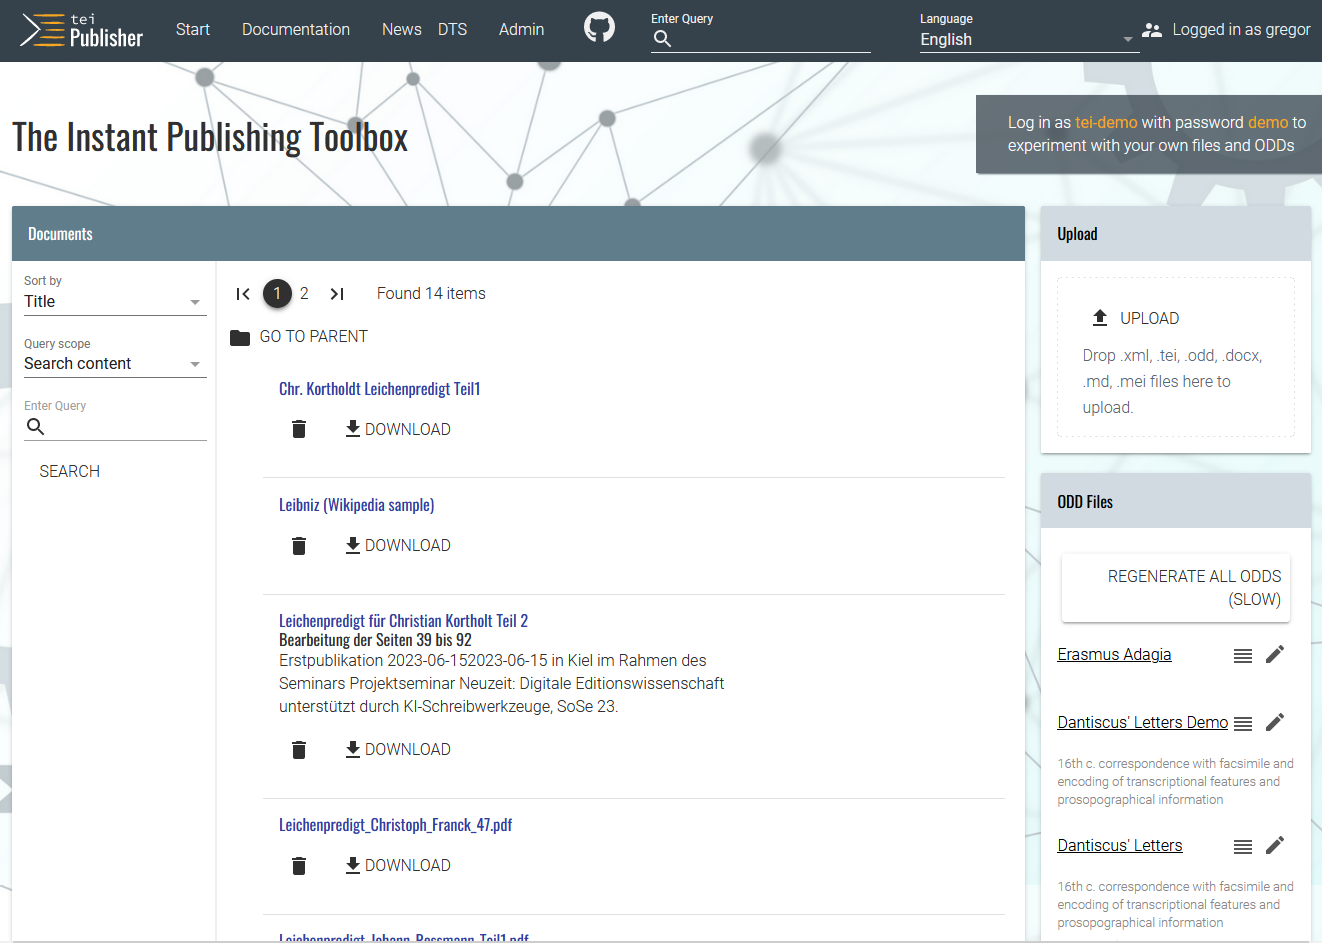 tei
Publisher
Start
Documentation
News
DTS
Admin
Enter Query
Language
English
Logged in as gregor
The Instant Publishing Toolbox
Log in as tei-demo with password demo to
experiment with your own files and ODDs
Documents
Sort by
Title
Query scope
Search content
Enter Query
SEARCH
1 2 Found 14 items
GO TO PARENT
Chr. Kortholdt Leichenpredigt Teil1
DOWNLOAD
Leibniz (Wikipedia sample)
DOWNLOAD
Leichenpredigt für Christian Kortholt Teil 2
Bearbeitung der Seiten 39 bis 92
Erstpublikation 2023-06-152023-06-15 in Kiel im Rahmen des
Seminars Projektseminar Neuzeit: Digitale Editionswissenschaft
unterstützt durch KI-Schreibwerkzeuge, SoSe 23.
DOWNLOAD
Leichenpredigt_Christoph_Franck_47.pdf
DOWNLOAD
Leichenpredigt_Johann_Rossmann_Teil1.pdf
Upload
UPLOAD
Drop .xml, .tei, .odd, .docx,
.md, .mei files here to
upload.
ODD Files
REGENERATE ALL ODDS
(SLOW)
Erasmus Adagia
Dantiscus' Letters Demo
16th c. correspondence with facsimile and
encoding of transcriptional features and
prosopographical information
Dantiscus' Letters
16th c. correspondence with facsimile and
encoding of transcriptional features and
prosopographical information